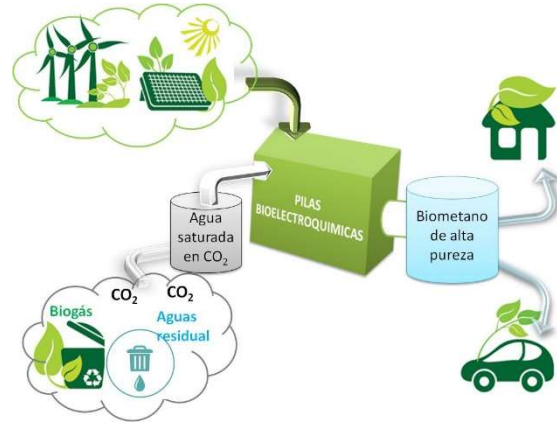 PILAS
BIOELECTROQUIMICAS
Agua
saturada
en CO₂
Biometano
de alta
pureza
CO₂ CO₂
Biogás
Aguas
residual